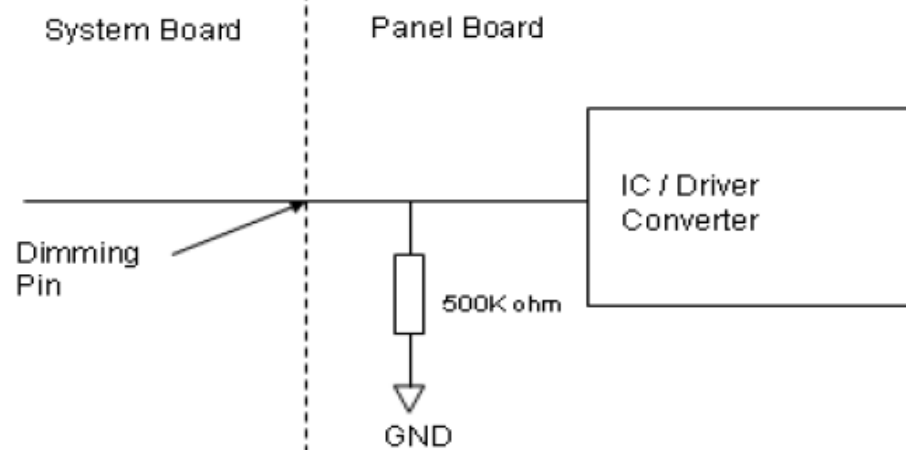 System Board
Panel Board
IC / Driver
Converter
Dimming
Pin
500K ohm
GND